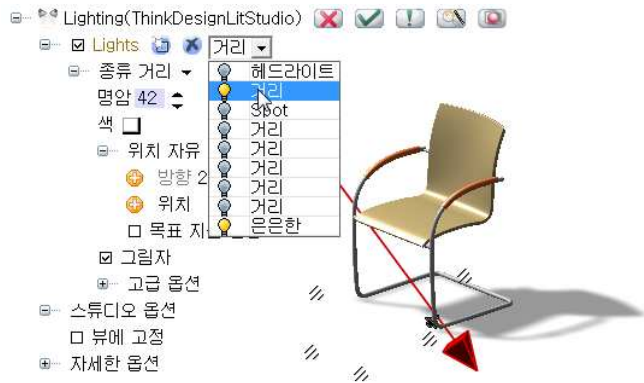 Lighting(ThinkDesignLitStudio)
Lights 거리
종류 거리
헤드라이트
거리
명암 42
Spot
색
거리
거리
위치 자유
거리
방향 2
거리
위치
거리
목표 지
은은한
그림자
고급 옵션
스튜디오 옵션
뷰에 고정
자세한 옵션